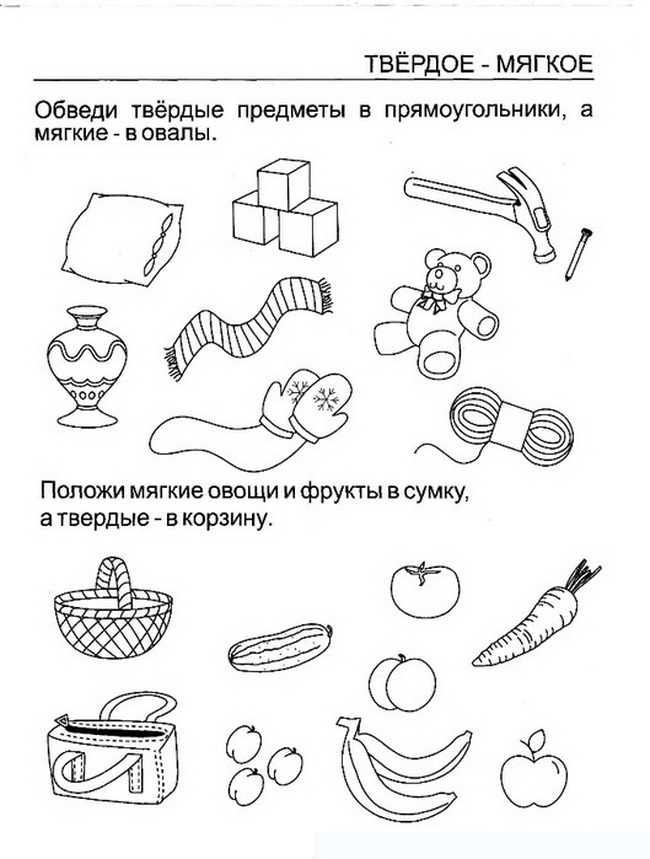 ТВЁРДОЕ - МЯГКОЕ
Обведи твёрдые предметы в прямоугольники, а
мягкие - в овалы.
Положи мягкие овощи и фрукты в сумку,
а твердые - в корзину.